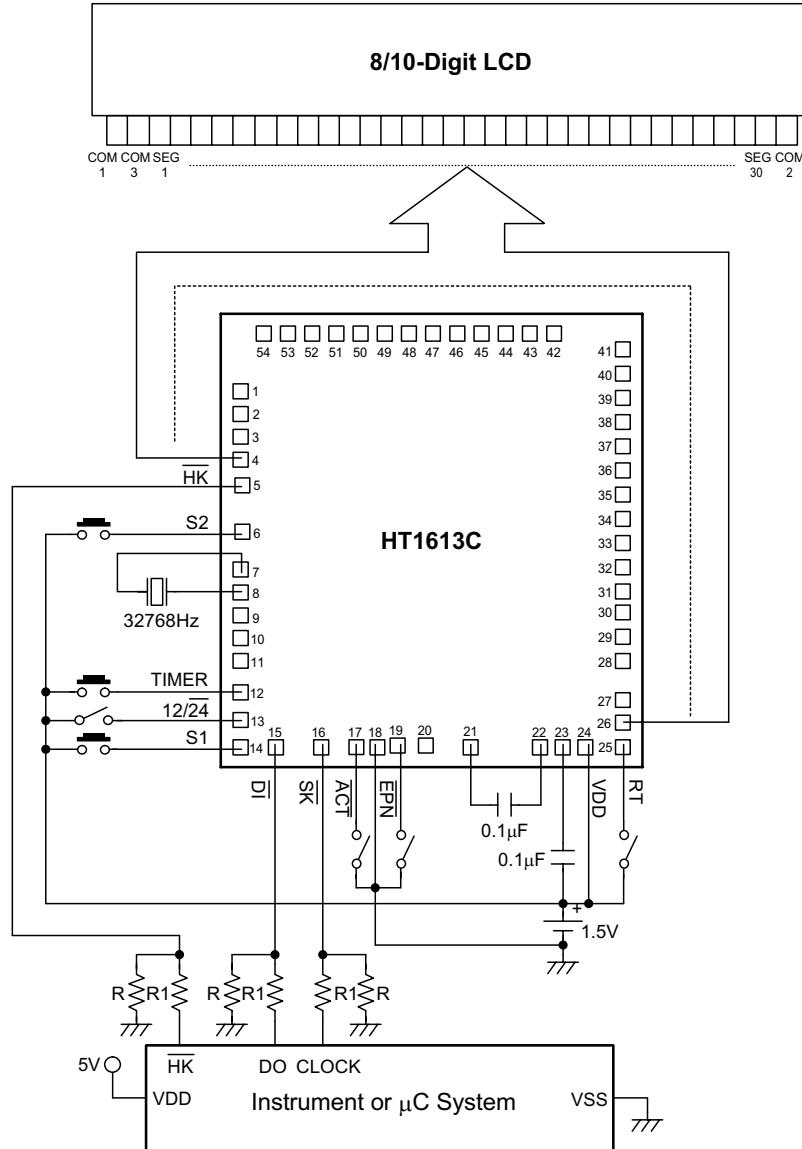 8/10-Digit LCD
COM COM SEG SEG COM
1 3 1 30 2
54 53 52 51 50 49 48 47 46 45 44 43 42
41
40
39
38
37
36
35
34
33
32
31
30
29
28
27
26
25
1
2
3
4
HK
5
S2
6
7
8
32768Hz
9
10
11
TIMER
12
12/24
13
S1
14
HT1613C
15 16 17 18 19 20 21 22 23 24
DI SK ACT EPN VDD RT
0.1μF
0.1μF
+
1.5V
R R1 R R1 R1 R
5V
HK DO CLOCK
VDD Instrument or μC System VSS